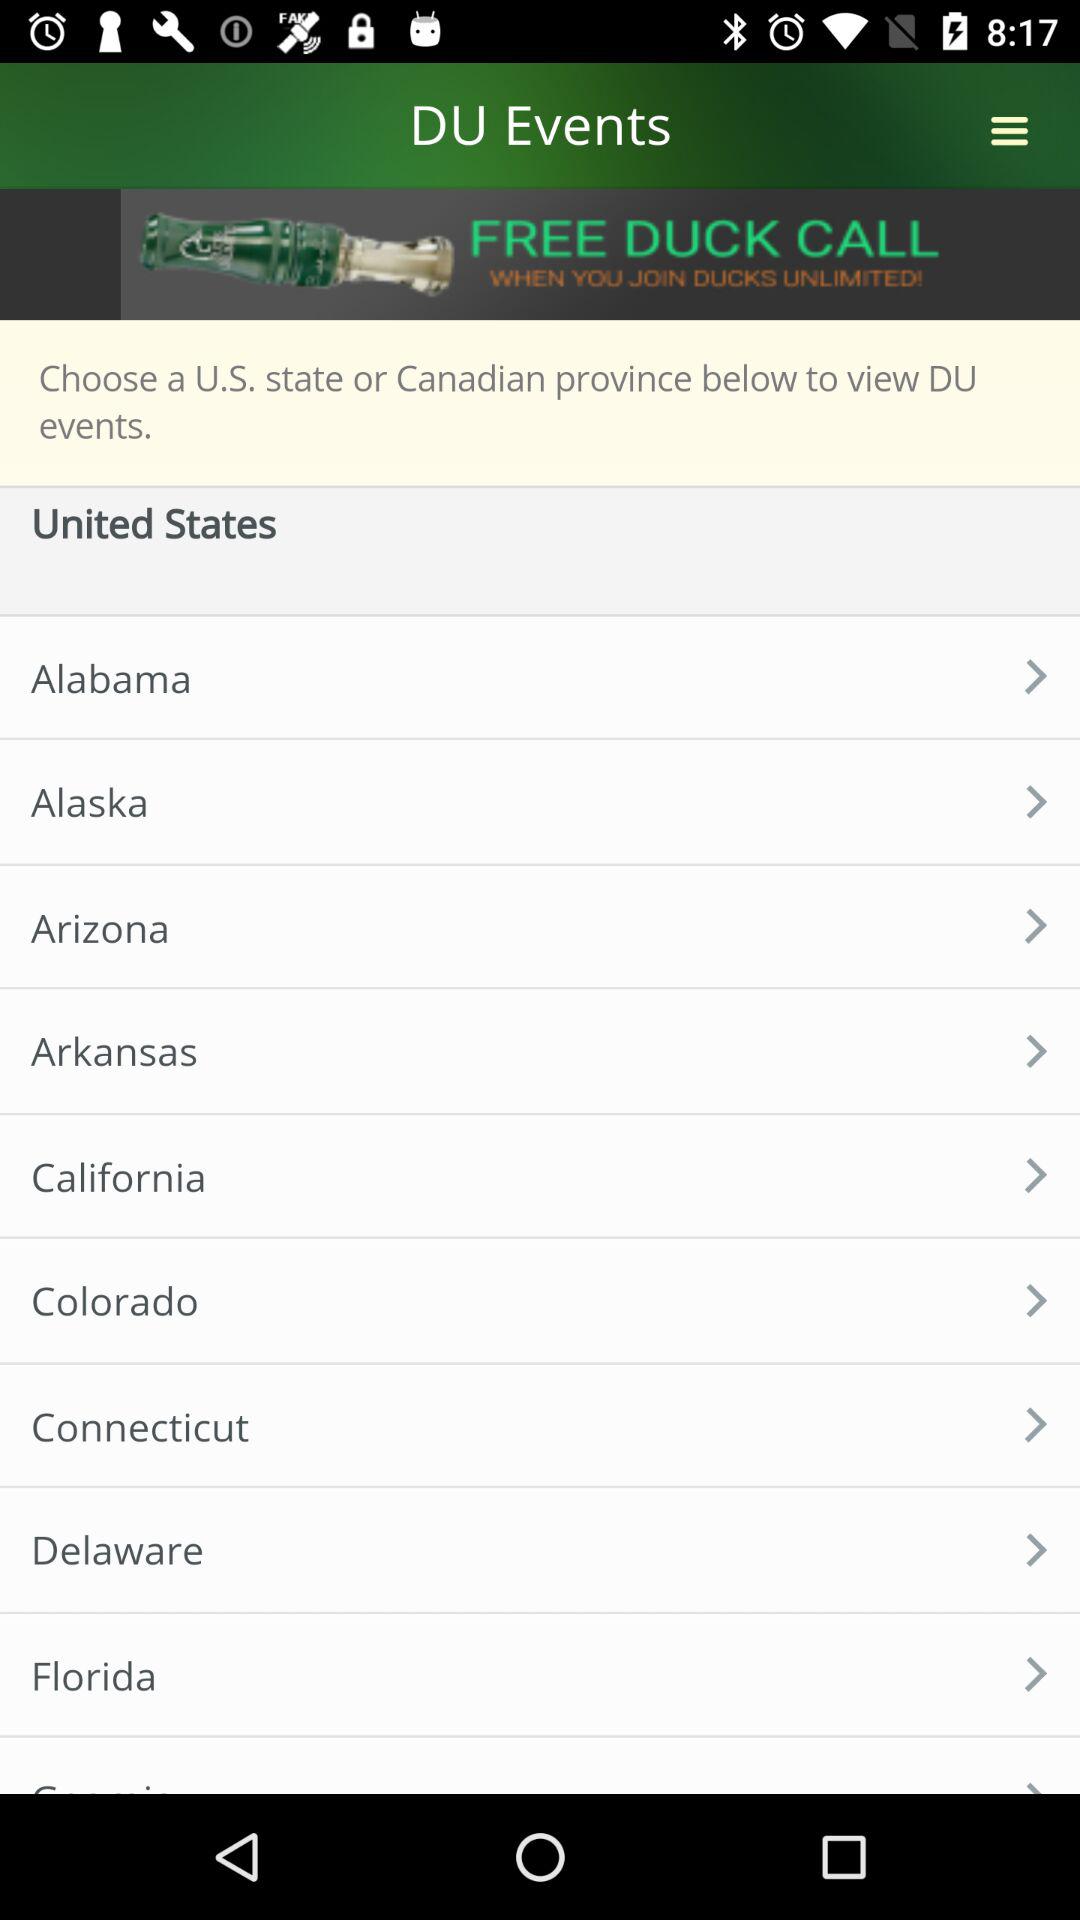 FAKE
8:17
DU Events
FREE DUCK CALL
WHEN YOU JOIN DUCKS UNLIMITED!
Choose a U.S. state or Canadian province below to view DU
events.
United States
Alabama
Alaska
Arizona
Arkansas
California
Colorado
Connecticut
Delaware
Florida